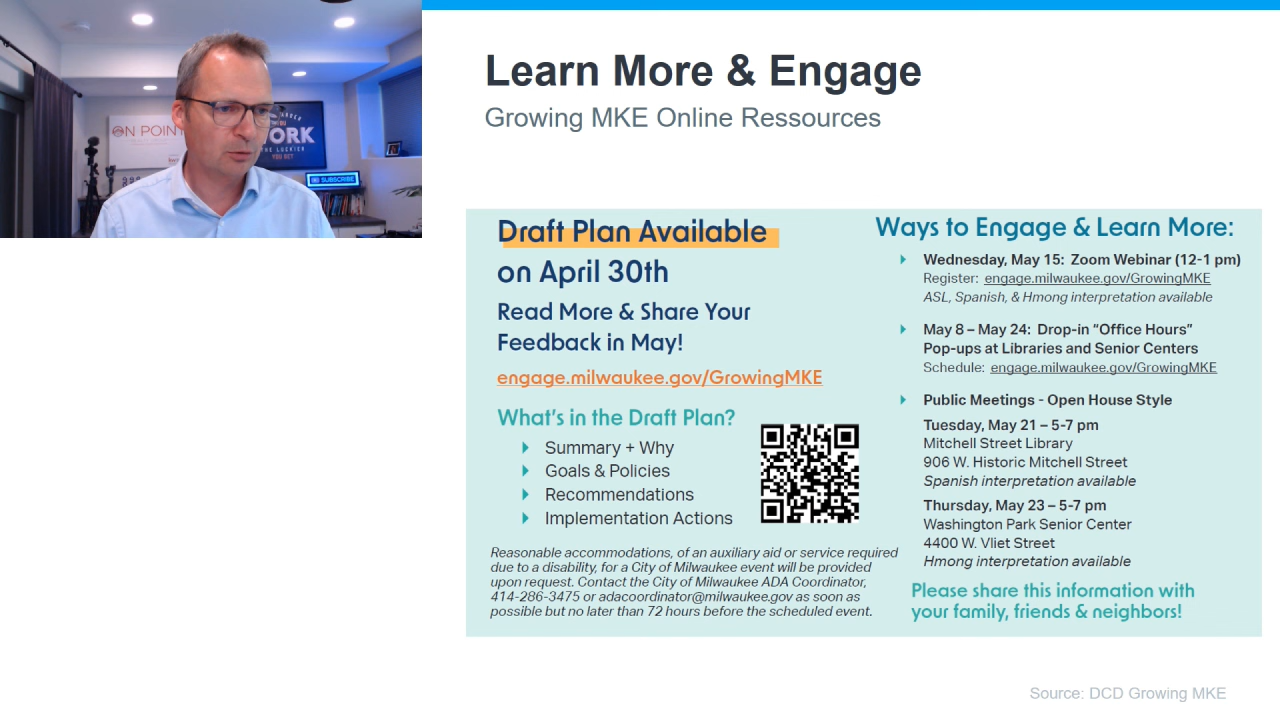 ON POINT
WORK
THE LUCKIER
YOU GET
SUBSCRIBE
Learn More & Engage
Growing MKE Online Ressources
Draft Plan Available
on April 30th
Read More & Share Your
Feedback in May!
engage.milwaukee.gov/GrowingMKE
What's in the Draft Plan?
Summary + Why
Goals & Policies
Recommendations
Implementation Actions
Reasonable accommodations, of an auxiliary aid or service required
due to a disability, for a City of Milwaukee event will be provided
upon request. Contact the City of Milwaukee ADA Coordinator,
414-286-3475 or adacoordinator@milwaukee.gov as soon as
possible but no later than 72 hours before the scheduled event.
Ways to Engage & Learn More:
Wednesday, May 15: Zoom Webinar (12-1 pm)
Register: engage.milwaukee.gov/GrowingMKE
ASL, Spanish, & Hmong interpretation available
May 8 – May 24: Drop-in “Office Hours”
Pop-ups at Libraries and Senior Centers
Schedule: engage.milwaukee.gov/GrowingMKE
Public Meetings - Open House Style
Tuesday, May 21 – 5-7 pm
Mitchell Street Library
906 W. Historic Mitchell Street
Spanish interpretation available
Thursday, May 23 – 5-7 pm
Washington Park Senior Center
4400 W. Vliet Street
Hmong interpretation available
Please share this information with
your family, friends & neighbors!
Source: DCD Growing MKE